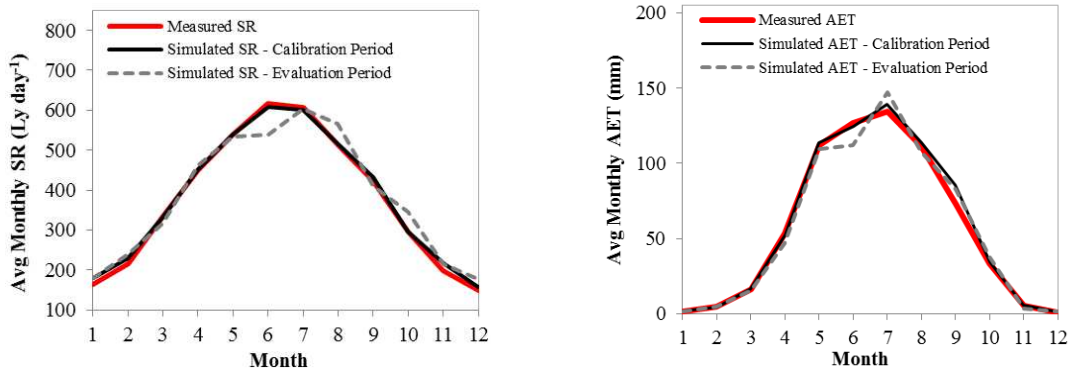 Avg Monthly SR (Ly day-1)
800
700
600
500
400
300
200
100
Measured SR
Simulated SR - Calibration Period
Simulated SR - Evaluation Period
1 2 3 4 5 6 7 8 9 10 11 12
Month
Avg Monthly AET (mm)
200
150
100
50
0
Measured AET
Simulated AET - Calibration Period
Simulated AET - Evaluation Period
1 2 3 4 5 6 7 8 9 10 11 12
Month